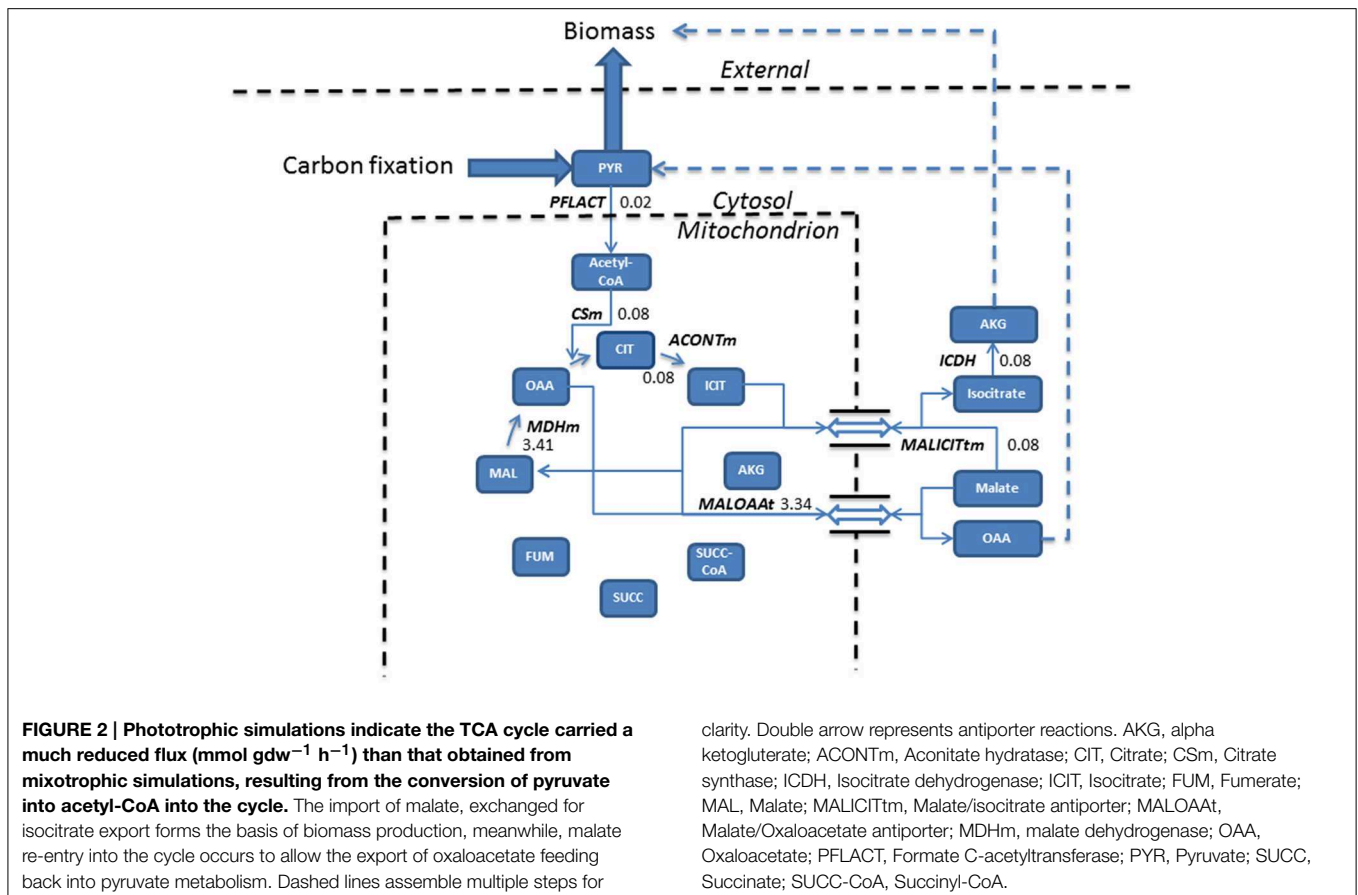 Biomass
External
Carbon fixation
PYR
PFLACT 0.02
Cytosol
Mitochondrion
Acetyl-
CoA
CSm 0.08
CIT
ACONTm
0.08
OAA
ICIT
MDHm
3.41
MAL
AKG
MALOAAt 3.34
FUM
SUCC-
CoA
SUCC
AKG
ICDH 0.08
Isocitrate
MALICITtm 0.08
Malate
OAA
FIGURE 2 | Phototrophic simulations indicate the TCA cycle carried a
much reduced flux (mmol gdw−1 h−1) than that obtained from
mixotrophic simulations, resulting from the conversion of pyruvate
into acetyl-CoA into the cycle. The import of malate, exchanged for
isocitrate export forms the basis of biomass production, meanwhile, malate
re-entry into the cycle occurs to allow the export of oxaloacetate feeding
back into pyruvate metabolism. Dashed lines assemble multiple steps for
clarity. Double arrow represents antiporter reactions. AKG, alpha
ketogluterate; ACONTm, Aconitate hydratase; CIT, Citrate; CSm, Citrate
synthase; ICDH, Isocitrate dehydrogenase; ICIT, Isocitrate; FUM, Fumerate;
MAL, Malate; MALICITtm, Malate/isocitrate antiporter; MALOAAt,
Malate/Oxaloacetate antiporter; MDHm, malate dehydrogenase; OAA,
Oxaloacetate; PFLACT, Formate C-acetyltransferase; PYR, Pyruvate; SUCC,
Succinate; SUCC-CoA, Succinyl-CoA.